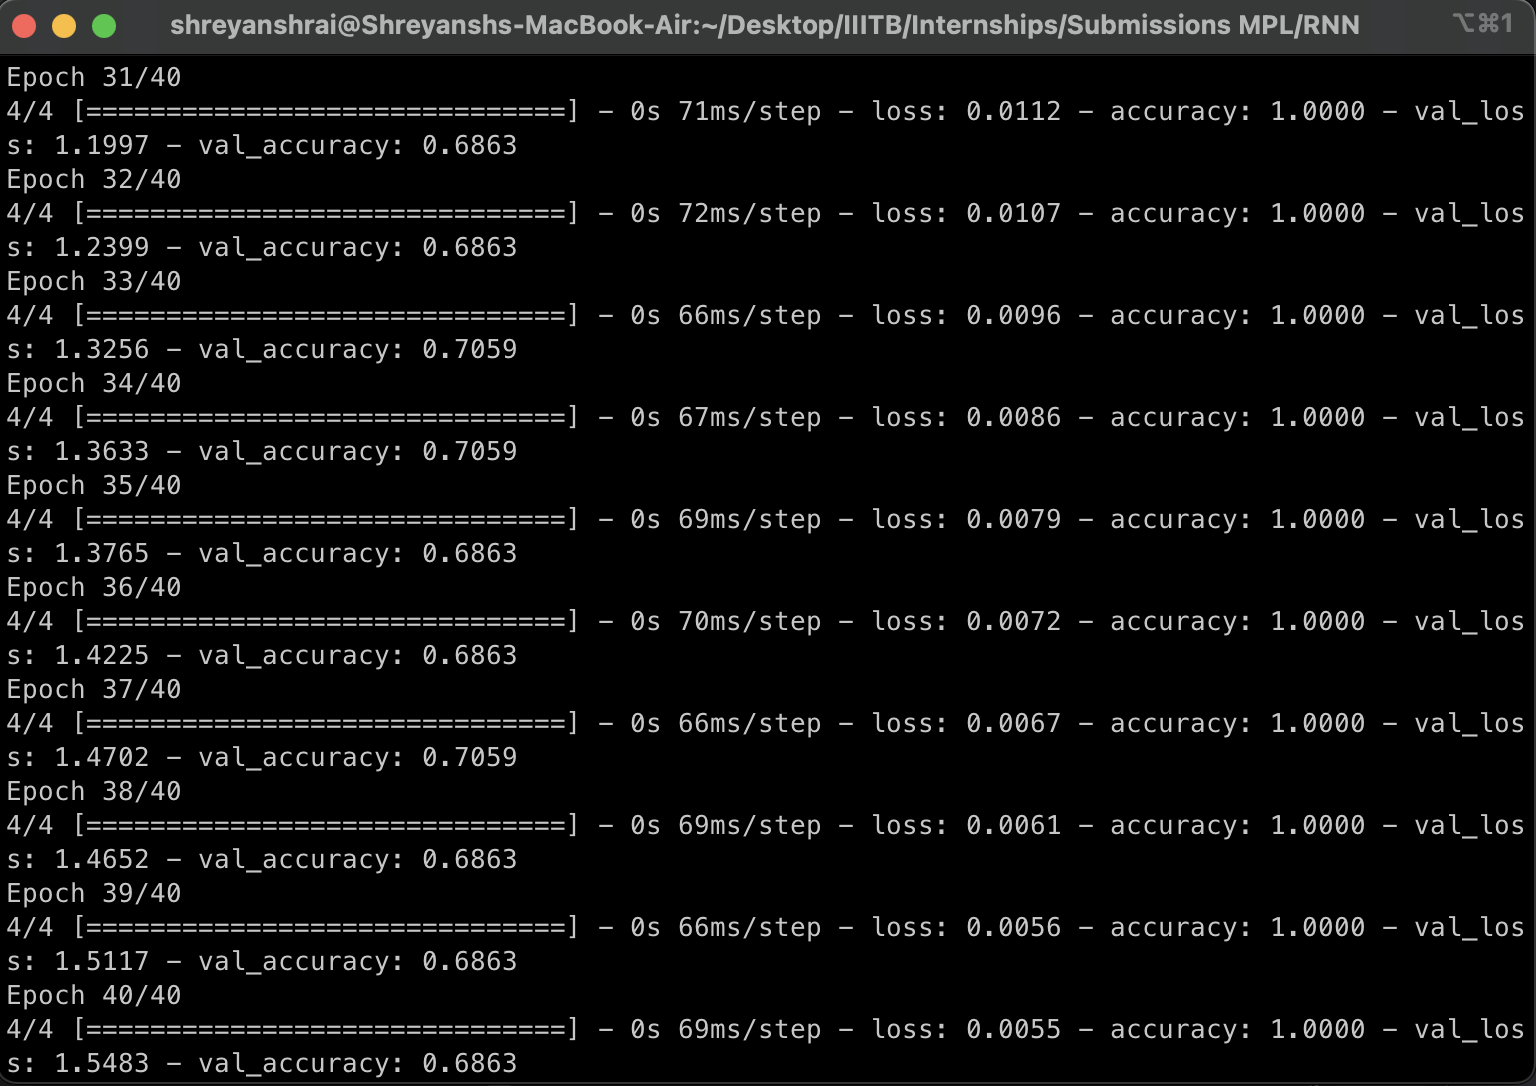 shreyanshrai@Shreyanshs-MacBook-Air:~/Desktop/IIITB/Internships/Submissions MPL/RNN ⌥⌘1
Epoch 31/40
4/4 [==============================] - 0s 71ms/step - loss: 0.0112 - accuracy: 1.0000 - val_los
s: 1.1997 - val_accuracy: 0.6863
Epoch 32/40
4/4 [==============================] - 0s 72ms/step - loss: 0.0107 - accuracy: 1.0000 - val_los
s: 1.2399 - val_accuracy: 0.6863
Epoch 33/40
4/4 [==============================] - 0s 66ms/step - loss: 0.0096 - accuracy: 1.0000 - val_los
s: 1.3256 - val_accuracy: 0.7059
Epoch 34/40
4/4 [==============================] - 0s 67ms/step - loss: 0.0086 - accuracy: 1.0000 - val_los
s: 1.3633 - val_accuracy: 0.7059
Epoch 35/40
4/4 [==============================] - 0s 69ms/step - loss: 0.0079 - accuracy: 1.0000 - val_los
s: 1.3765 - val_accuracy: 0.6863
Epoch 36/40
4/4 [==============================] - 0s 70ms/step - loss: 0.0072 - accuracy: 1.0000 - val_los
s: 1.4225 - val_accuracy: 0.6863
Epoch 37/40
4/4 [==============================] - 0s 66ms/step - loss: 0.0067 - accuracy: 1.0000 - val_los
s: 1.4702 - val_accuracy: 0.7059
Epoch 38/40
4/4 [==============================] - 0s 69ms/step - loss: 0.0061 - accuracy: 1.0000 - val_los
s: 1.4652 - val_accuracy: 0.6863
Epoch 39/40
4/4 [==============================] - 0s 66ms/step - loss: 0.0056 - accuracy: 1.0000 - val_los
s: 1.5117 - val_accuracy: 0.6863
Epoch 40/40
4/4 [==============================] - 0s 69ms/step - loss: 0.0055 - accuracy: 1.0000 - val_los
s: 1.5483 - val_accuracy: 0.6863